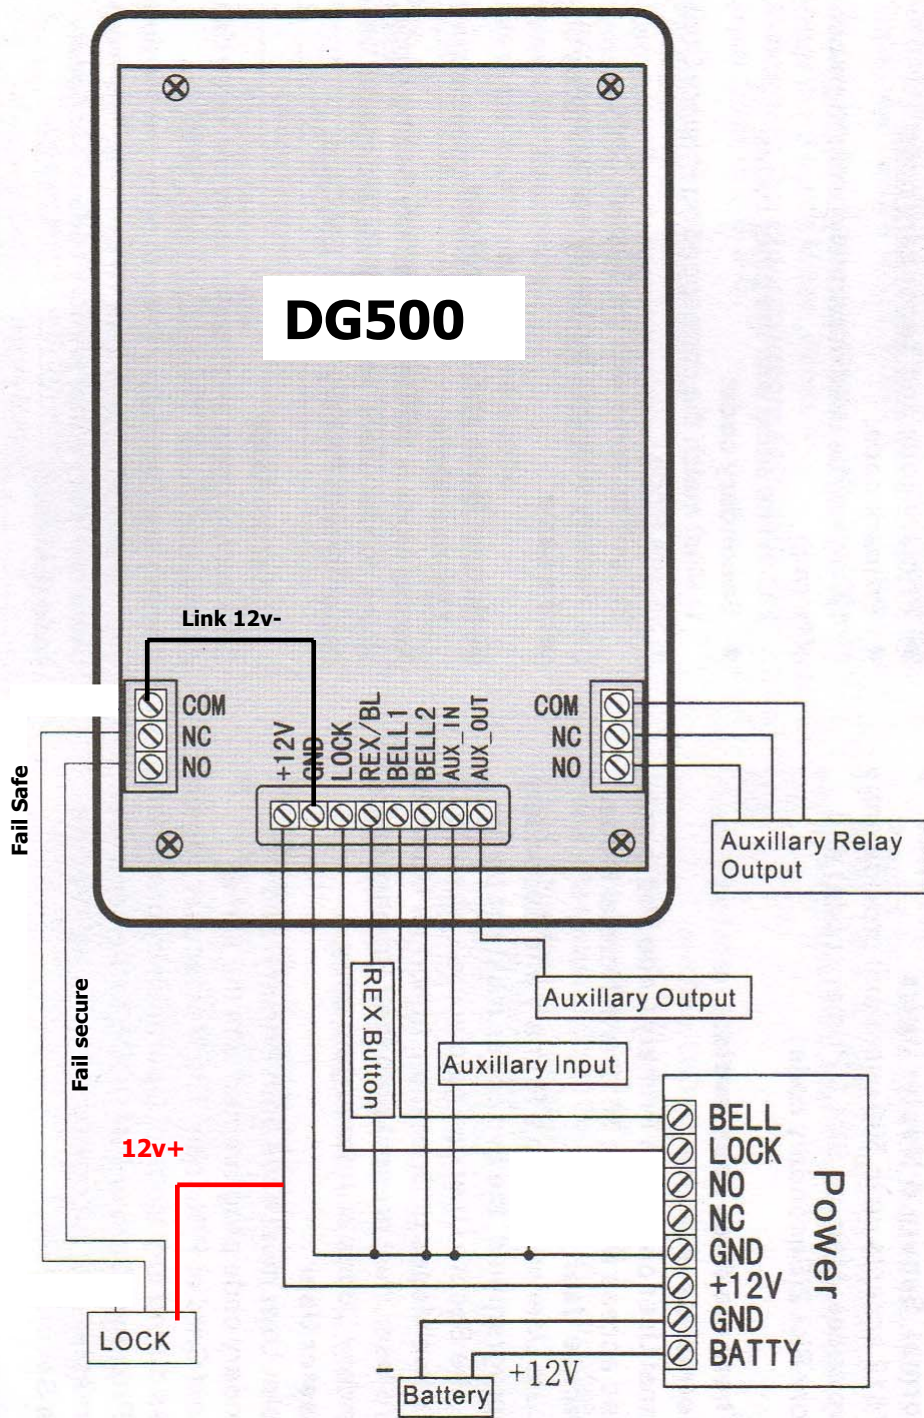 DG500
Link 12v-
COM
NC
NO
+12V
GND
LOCK
REX/BL
BELL1
BELL2
AUX_IN
AUX_OUT
COM
NC
NO
Auxillary Relay
Output
Fail Safe
Fail secure
REX Button
Auxillary Output
Auxillary Input
12v+
LOCK
BELL
LOCK
NO
NC
GND
+12V
GND
BATTY
Power
-
+12V
Battery